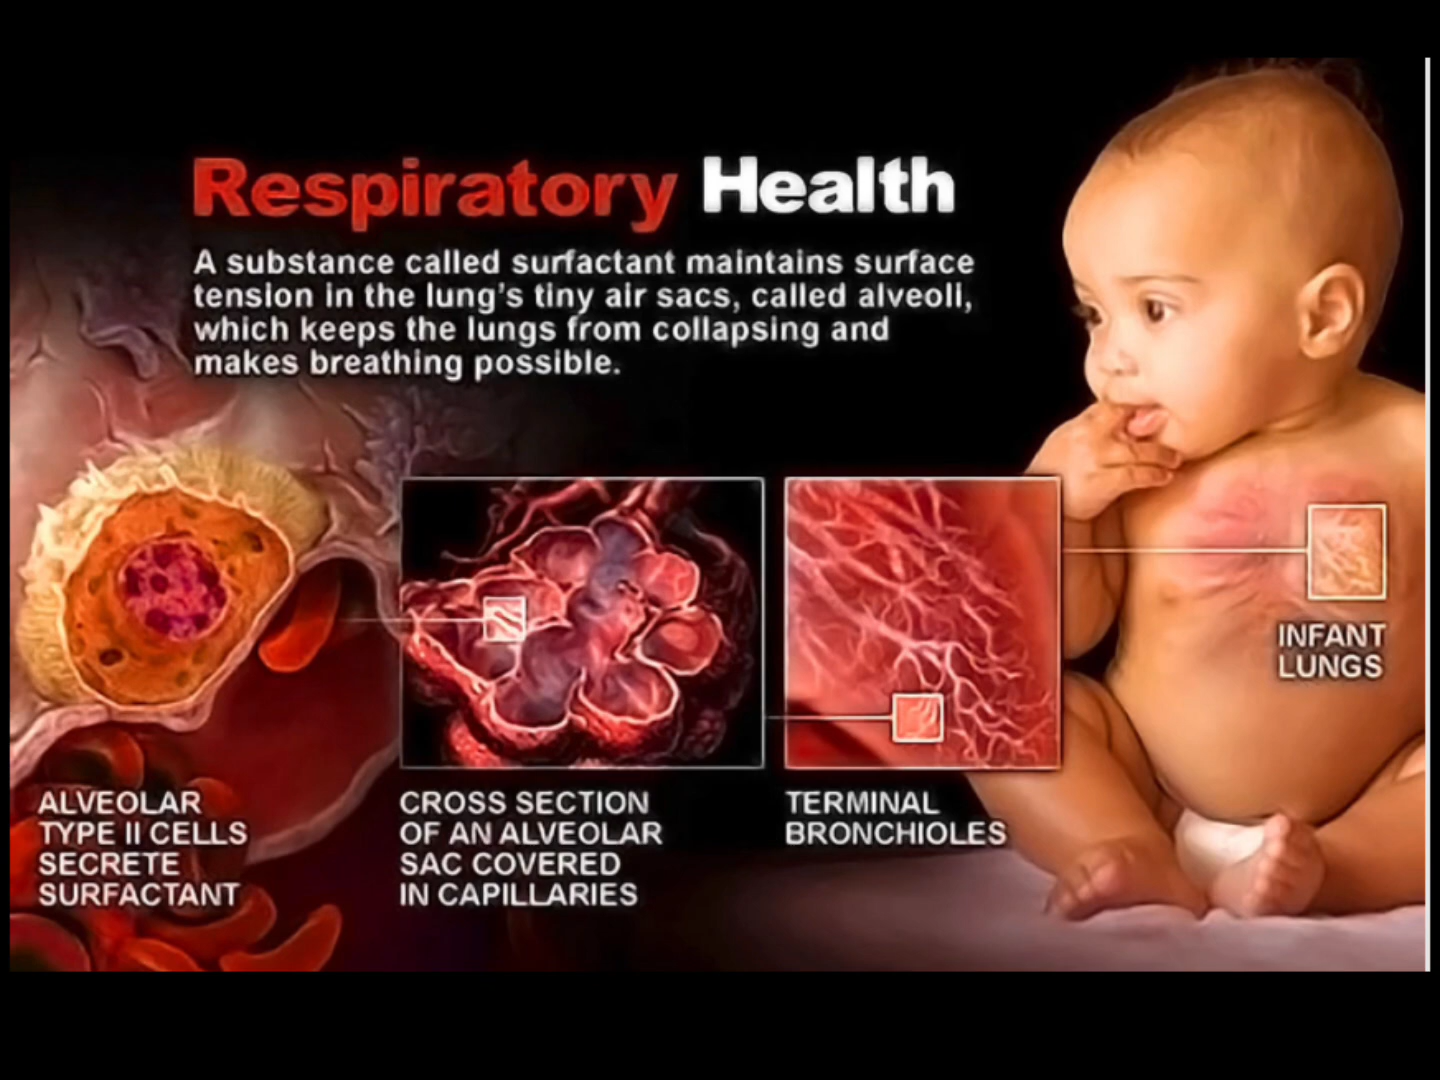 Respiratory Health
A substance called surfactant maintains surface
tension in the lung's tiny air sacs, called alveoli,
which keeps the lungs from collapsing and
makes breathing possible.
INFANT
LUNGS
ALVEOLAR
TYPE II CELLS
SECRETE
SURFACTANT
CROSS SECTION
OF AN ALVEOLAR
SAC COVERED
IN CAPILLARIES
TERMINAL
BRONCHIOLES